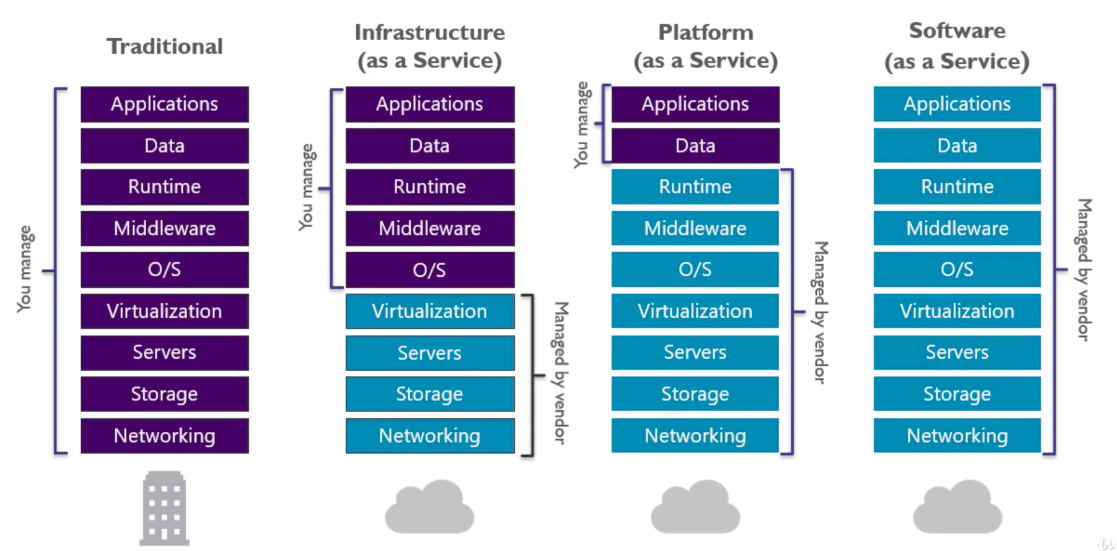 Traditional
You manage
Applications
Data
Runtime
Middleware
O/S
Virtualization
Servers
Storage
Networking
Infrastructure
(as a Service)
You manage
Applications
Data
Runtime
Middleware
O/S
Virtualization
Servers
Storage
Networking
Managed by vendor
Platform
(as a Service)
You manage
Applications
Data
Runtime
Middleware
O/S
Virtualization
Servers
Storage
Networking
Managed by vendor
Software
(as a Service)
Applications
Data
Runtime
Middleware
O/S
Virtualization
Servers
Storage
Networking
Managed by vendor